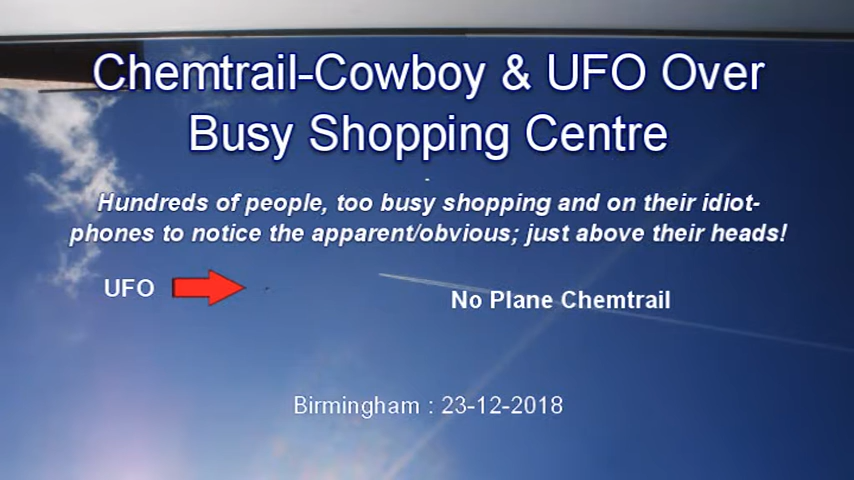 Chemtrail-Cowboy & UFO Over
Busy Shopping Centre
Hundreds of people, too busy shopping and on their idiot-
phones to notice the apparent/obvious; just above their heads!
UFO
No Plane Chemtrail
Birmingham : 23-12-2018